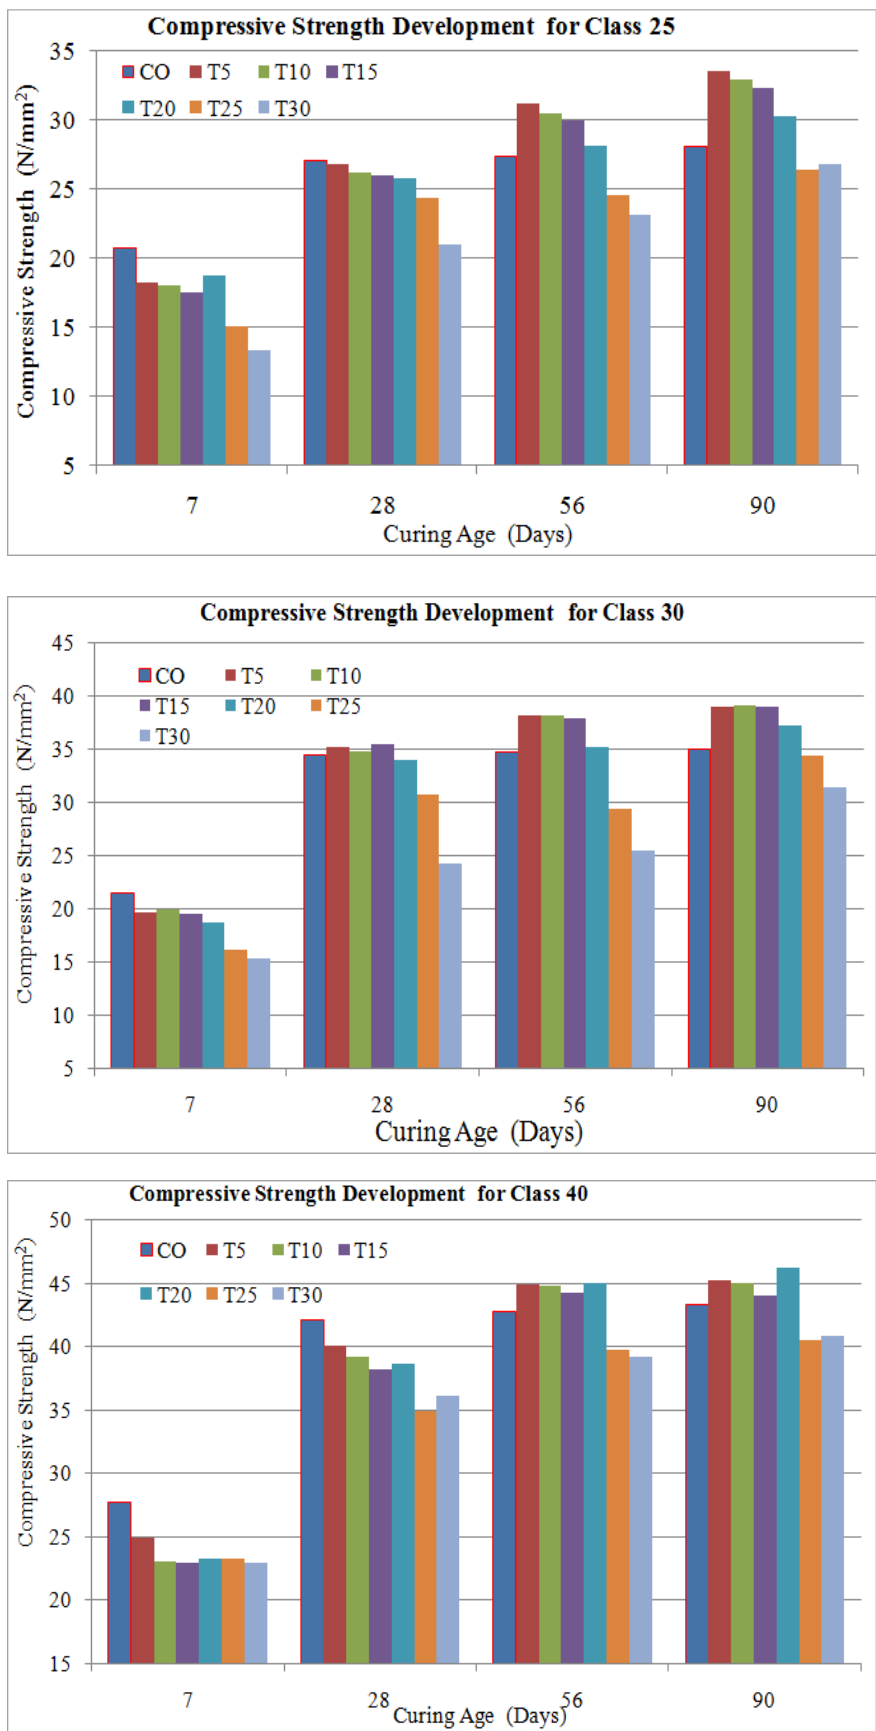 Compressive Strength Development for Class 25
Compressive Strength (N/mm²)
35
30
25
20
15
10
5
CO T5 T10 T15
T20 T25 T30
7 28 56 90
Curing Age (Days)
Compressive Strength Development for Class 30
Compressive Strength (N/mm²)
45
40
35
30
25
20
15
10
5
CO T5 T10
T15 T20 T25
T30
7 28 56 90
Curing Age (Days)
Compressive Strength Development for Class 40
Compressive Strength (N/mm²)
50
45
40
35
30
25
20
15
CO T5 T10 T15
T20 T25 T30
7 28 56 90
Curing Age (Days)